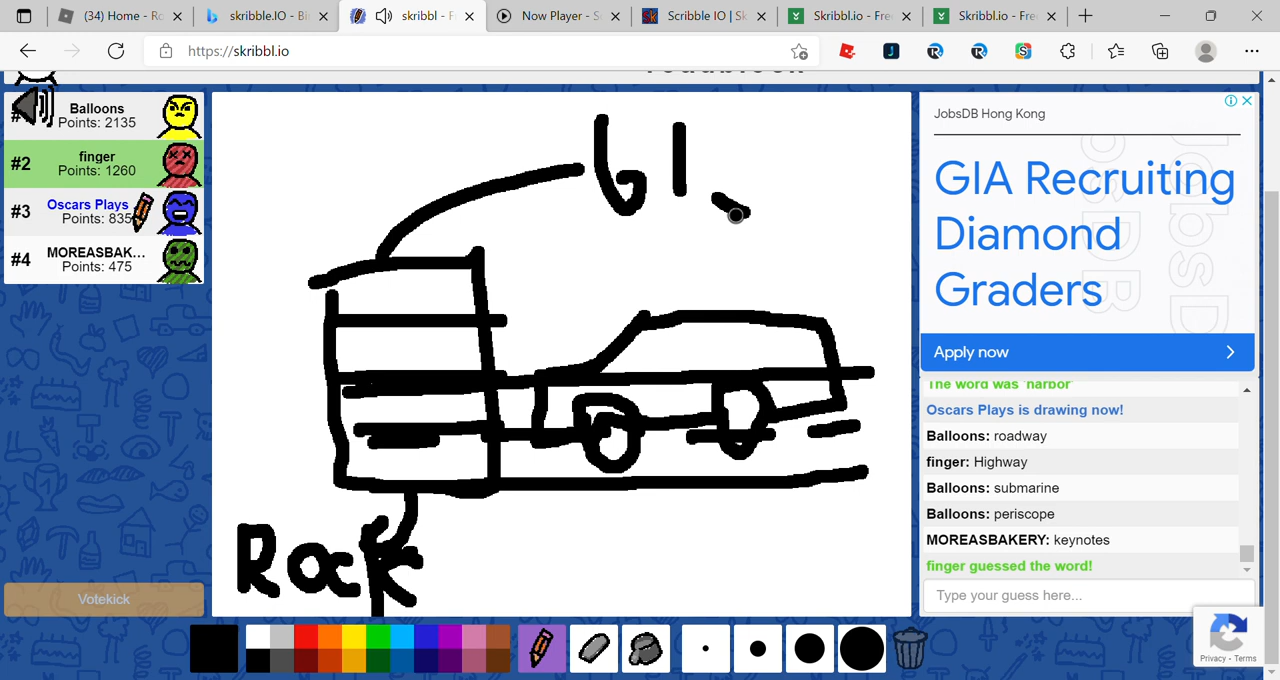 (34) Home - Ro
skribble.IO - Bi
skribbl - F
Now Player - S
Scribble IO | Sk
Skribbl.io - Free
Skribbl.io - Free
https://skribbl.io
Balloons
Points: 2135
#2
finger
Points: 1260
#3
Oscars Plays
Points: 835
#4
MOREASBAK...
Points: 475
Votekick
61
Rock
JobsDB Hong Kong
GIA Recruiting
Diamond
Graders
Apply now
The word was 'harbor'
Oscars Plays is drawing now!
Balloons: roadway
finger: Highway
Balloons: submarine
Balloons: periscope
MOREASBAKERY: keynotes
finger guessed the word!
Type your guess here...
Privacy - Terms